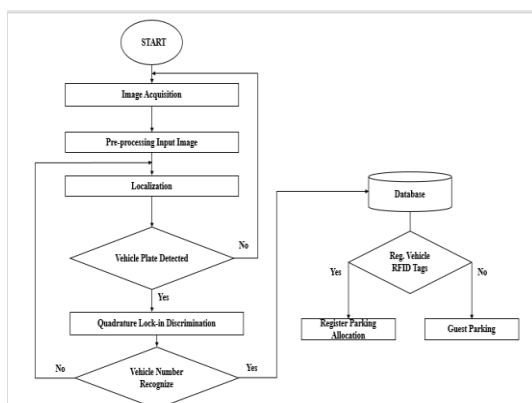 START
Image Acquisition
Pre-processing Input Image
Localization
Vehicle Plate Detected
No
Yes
Quadrature Lock-in Discrimination
Vehicle Number
Recognize
No
Yes
Database
Reg. Vehicle
RFID Tags
Yes
No
Register Parking
Allocation
Guest Parking